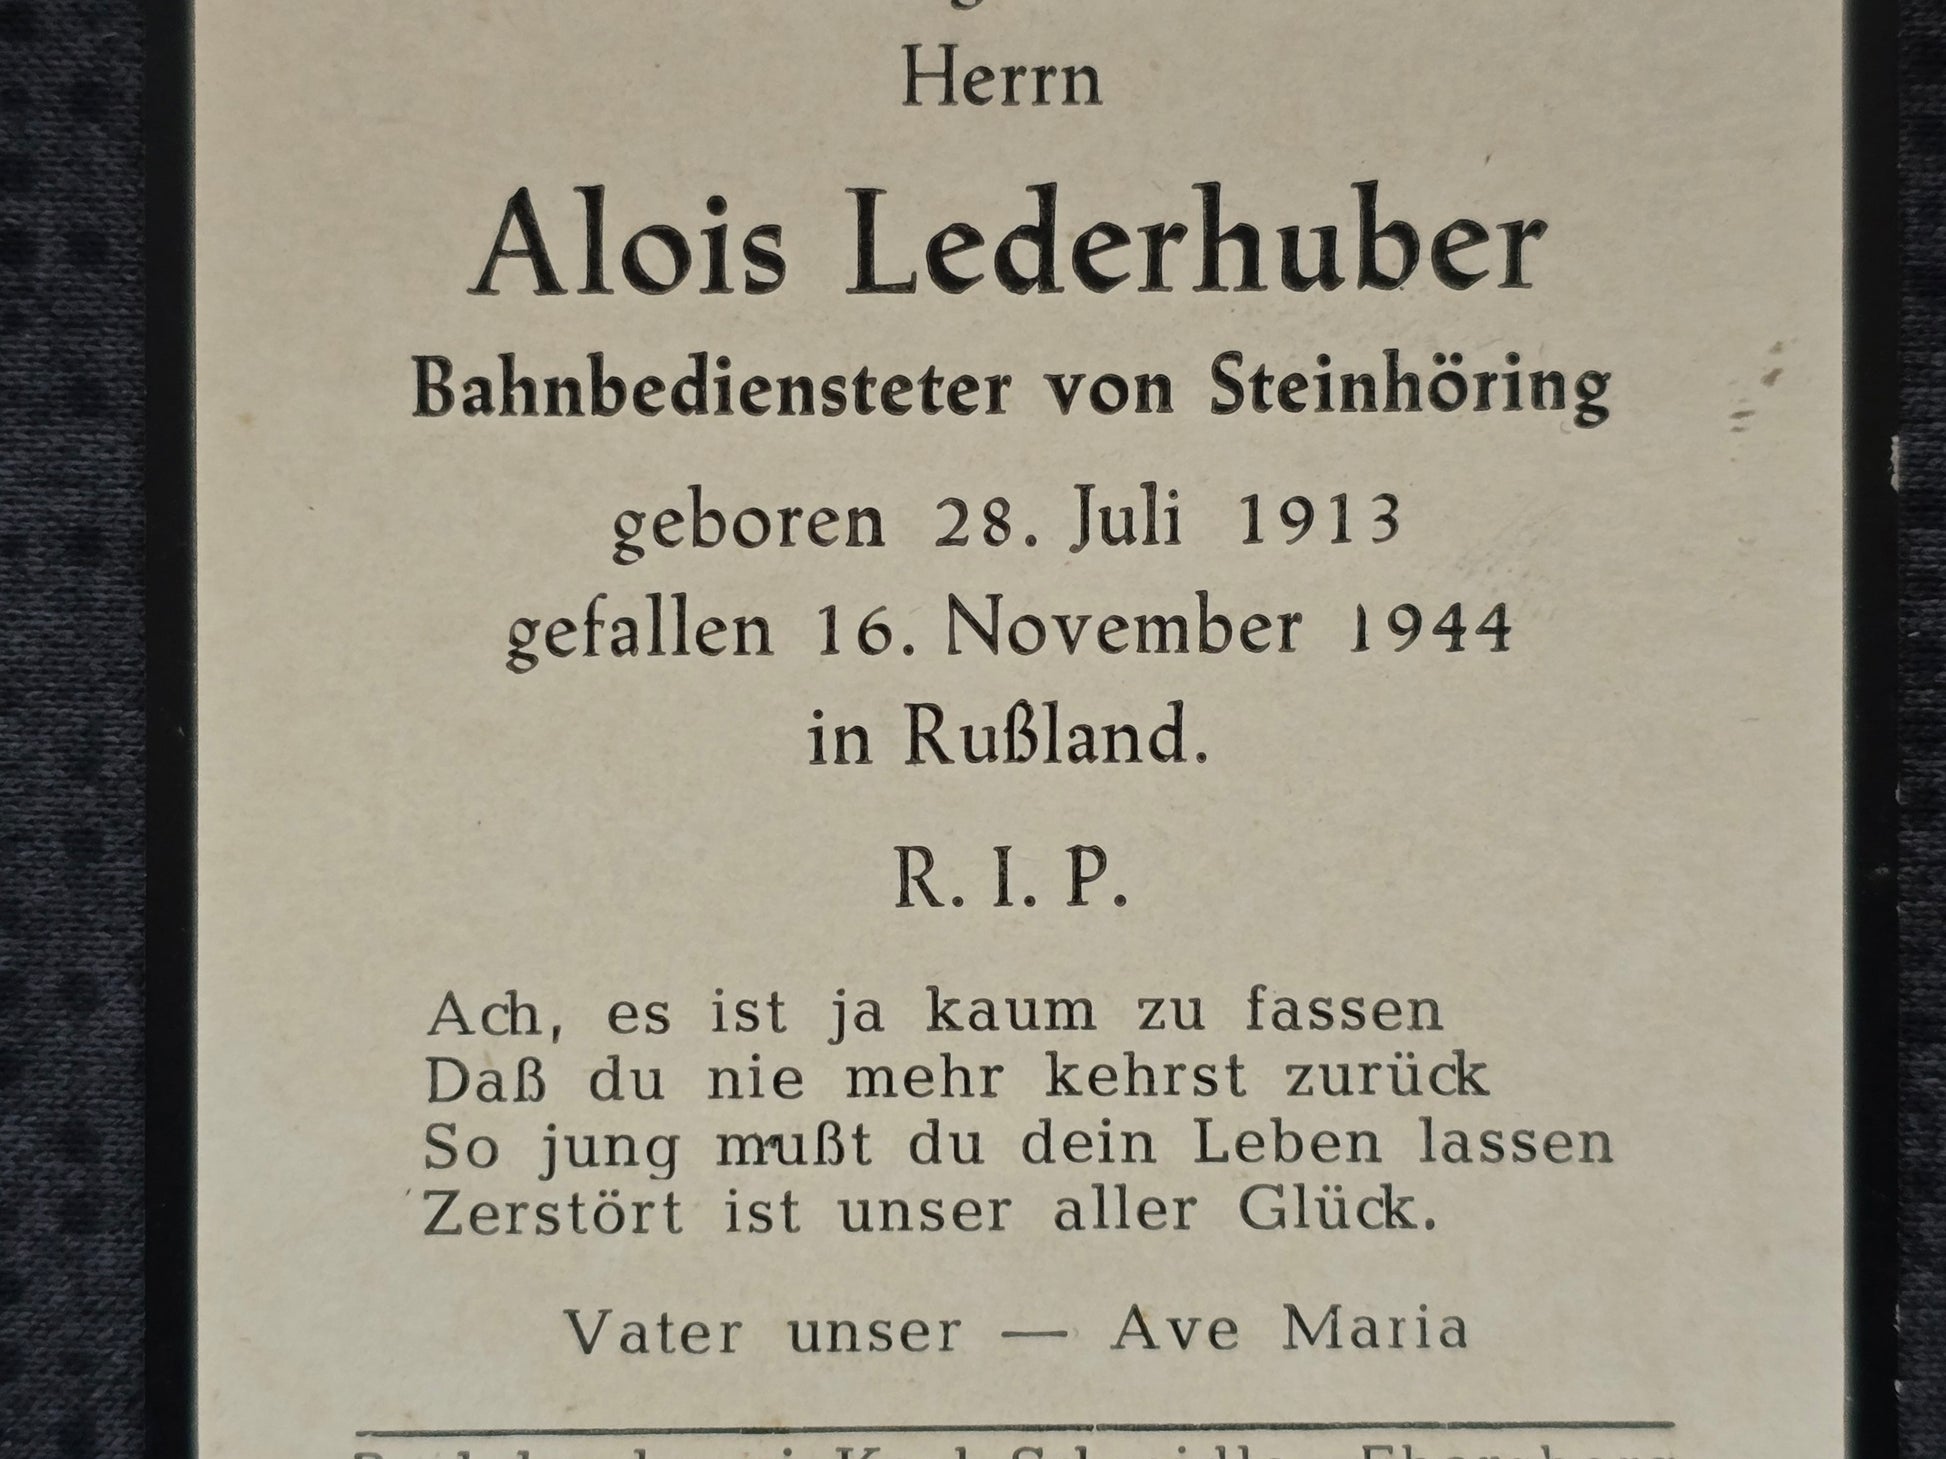 Herrn
Alois Lederhuber
Bahnbediensteter von Steinhöring
geboren 28. Juli 1913
gefallen 16. November 1944
in Rußland.
R. I. P.
Ach, es ist ja kaum zu fassen
Daß du nie mehr kehrst zurück
So jung mußt du dein Leben lassen
Zerstört ist unser aller Glück.
Vater unser — Ave Maria